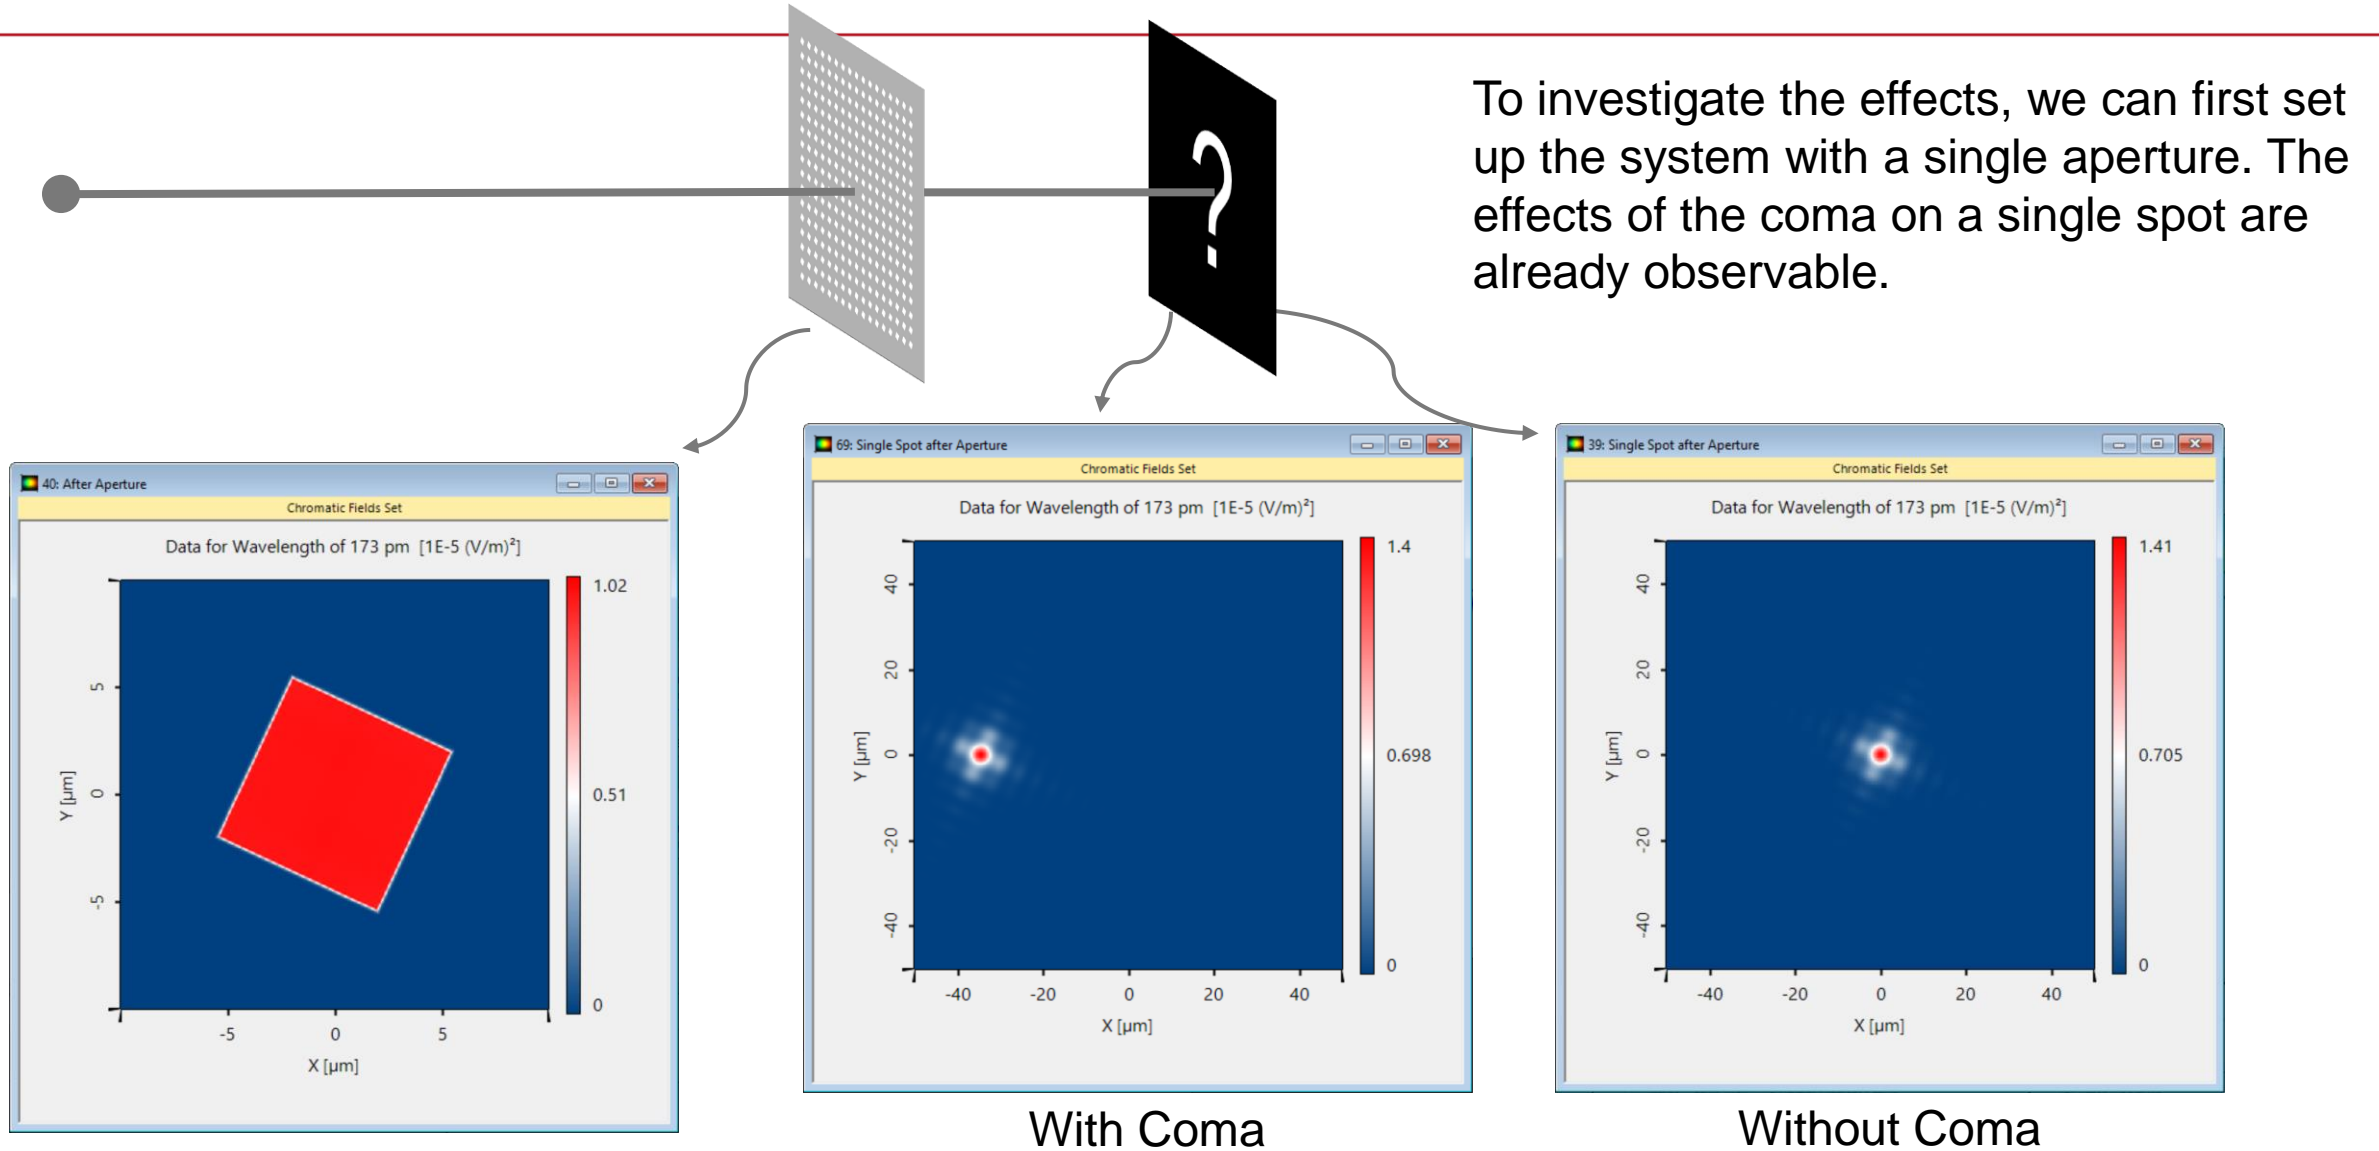 ?
To investigate the effects, we can first set
up the system with a single aperture. The
effects of the coma on a single spot are
already observable.
40: After Aperture
Chromatic Fields Set
Data for Wavelength of 173 pm [1E-5 (V/m)²]
1.02
0.51
0
5
0
-5
Y [µm]
-5 0 5
X [µm]
69: Single Spot after Aperture
Chromatic Fields Set
Data for Wavelength of 173 pm [1E-5 (V/m)²]
1.4
0.698
0
40
20
0
-20
-40
Y [µm]
-40 -20 0 20 40
X [µm]
With Coma
39: Single Spot after Aperture
Chromatic Fields Set
Data for Wavelength of 173 pm [1E-5 (V/m)²]
1.41
0.705
0
40
20
0
-20
-40
Y [µm]
-40 -20 0 20 40
X [µm]
Without Coma